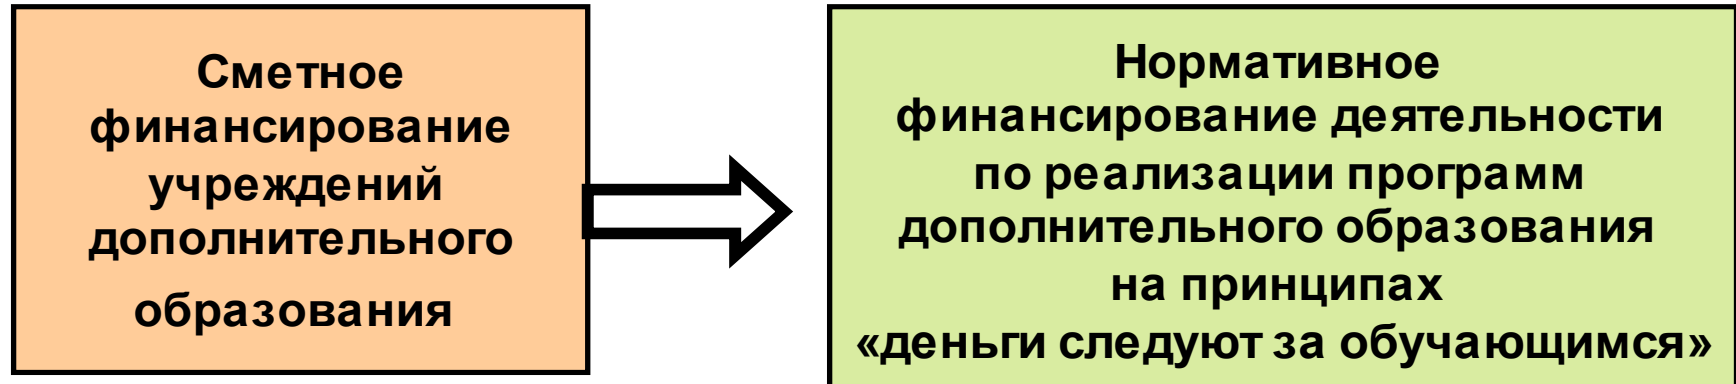 Сметное
финансирование
учреждений
дополнительного
образования
Нормативное
финансирование деятельности
по реализации программ
дополнительного образования
на принципах
«деньги следуют за обучающимся»